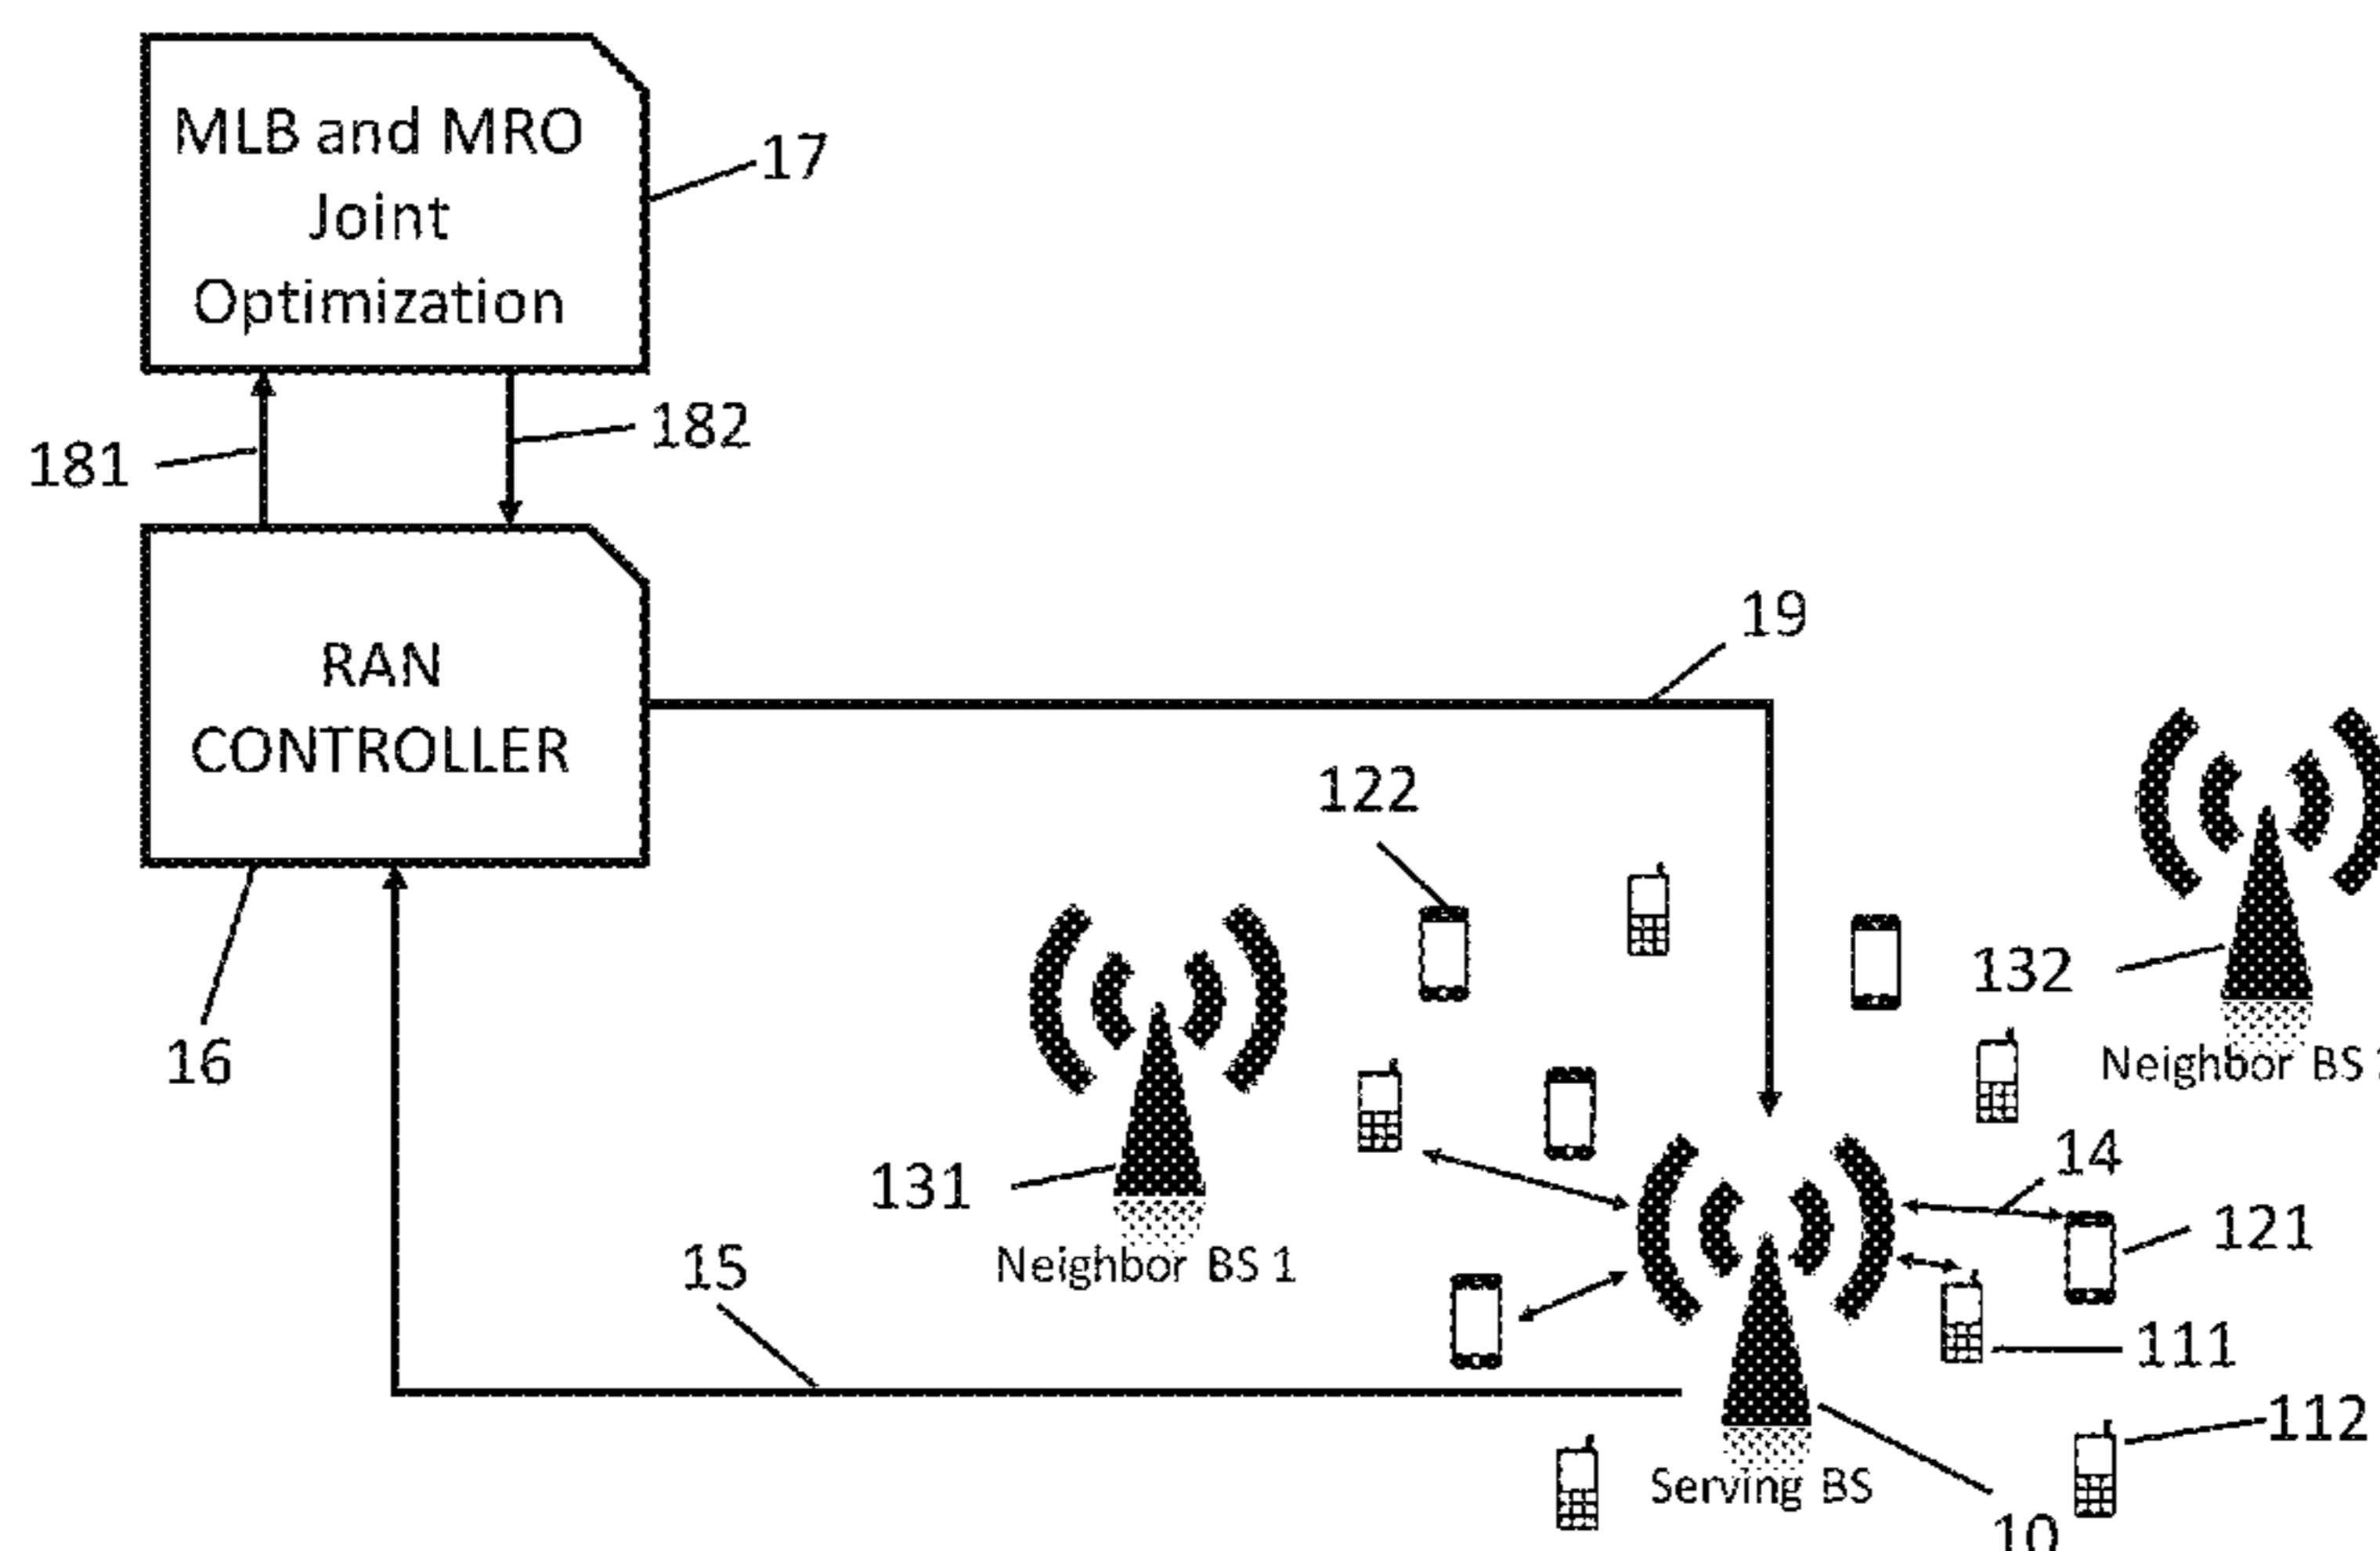 MLB and MRO
Joint
Optimization
17
181
182
RAN
CONTROLLER
19
122
132
16
Neighbor BS
131
14
121
Neighbor BS 1
15
111
112
Serving BS
10